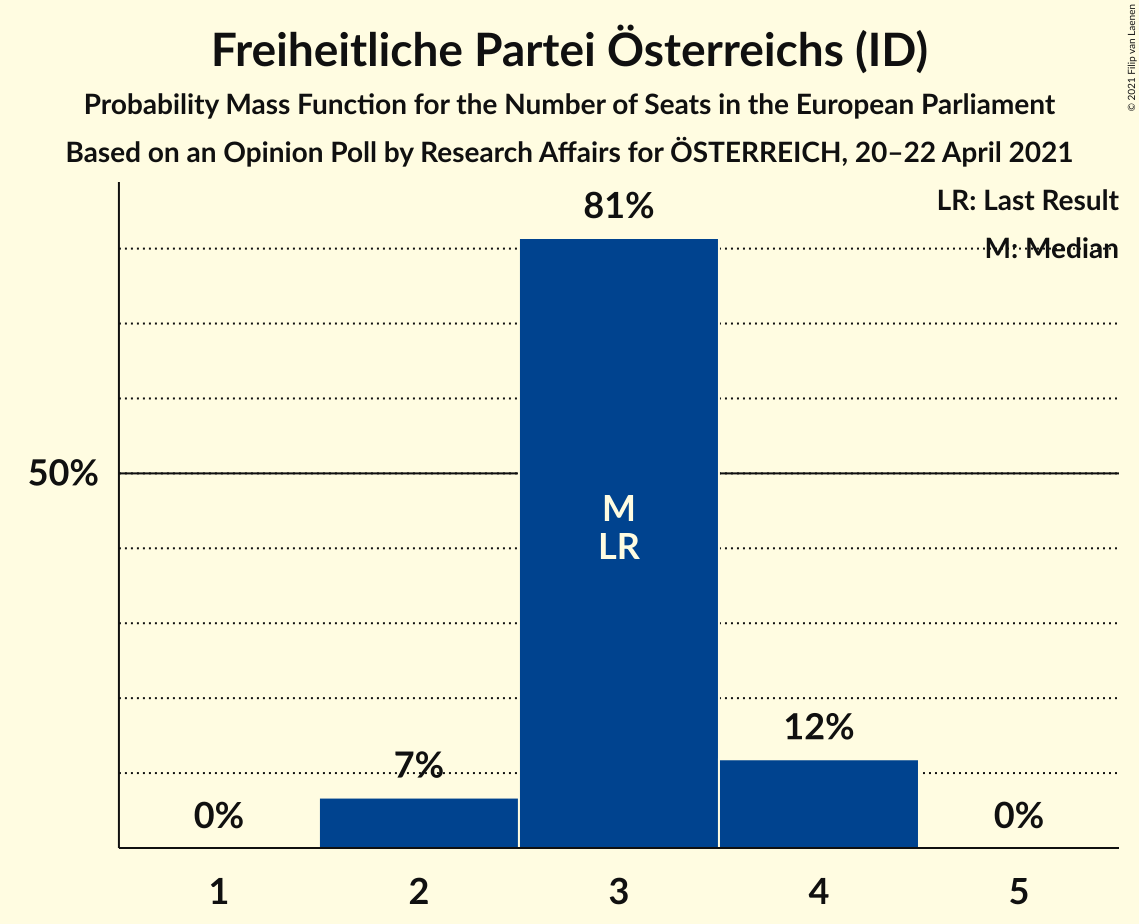 Freiheitliche Partei Österreichs (ID)
Probability Mass Function for the Number of Seats in the European Parliament
Based on an Opinion Poll by Research Affairs for ÖSTERREICH, 20–22 April 2021
© 2021 Filip van Laenen
LR: Last Result
M: Median
81%
50%
M
LR
12%
7%
0%
0%
1
2
3
4
5